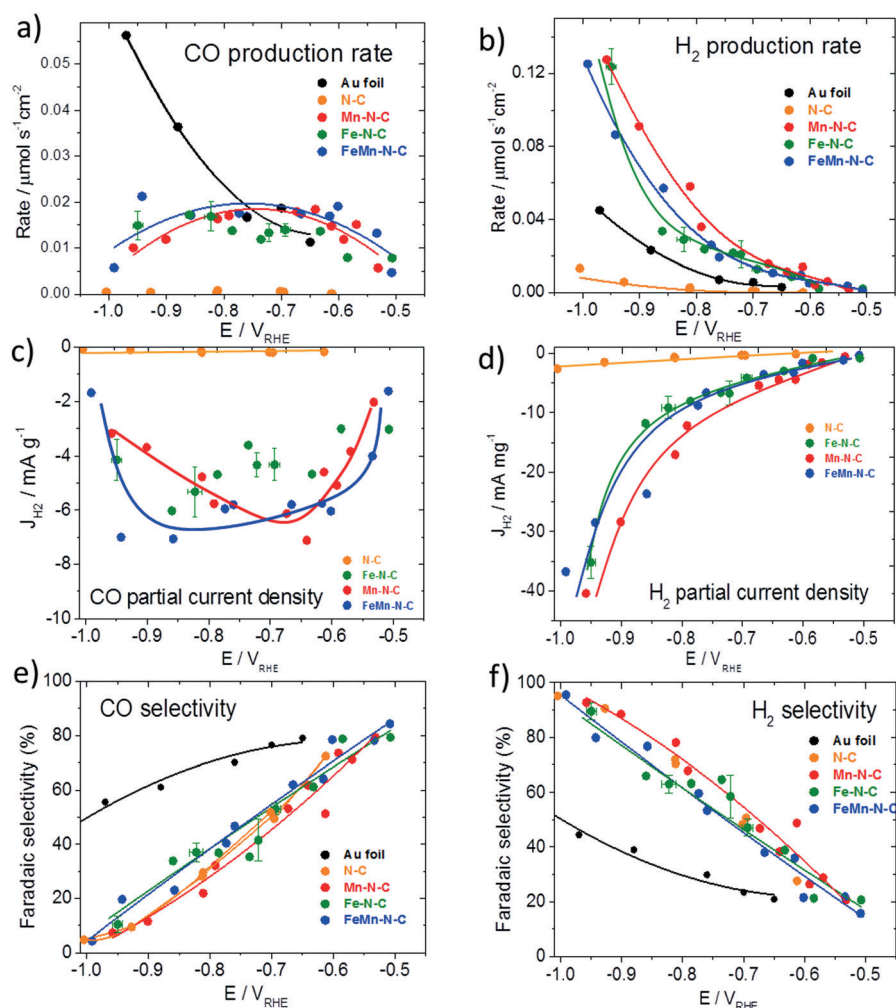 a)
CO production rate
Rate / μmol s⁻¹cm⁻²
0.05
0.04
0.03
0.02
0.01
0.00
Au foil
N-C
Mn-N-C
Fe-N-C
FeMn-N-C
-1.0 -0.9 -0.8 -0.7 -0.6 -0.5
E / V_RHE
b)
H₂ production rate
Rate / μmol s⁻¹cm⁻²
0.12
0.08
0.04
0.00
Au foil
N-C
Mn-N-C
Fe-N-C
FeMn-N-C
-1.0 -0.9 -0.8 -0.7 -0.6 -0.5
E / V_RHE
c)
J_H2 / mA g⁻¹
0
-2
-4
-6
-8
-10
N-C
Fe-N-C
Mn-N-C
FeMn-N-C
CO partial current density
-1.0 -0.9 -0.8 -0.7 -0.6 -0.5
E / V_RHE
d)
J_H2 / mA mg⁻¹
0
-10
-20
-30
-40
N-C
Fe-N-C
Mn-N-C
FeMn-N-C
H₂ partial current density
-1.0 -0.9 -0.8 -0.7 -0.6 -0.5
E / V_RHE
e)
CO selectivity
Faradaic selectivity (%)
100
80
60
40
20
0
Au foil
N-C
Mn-N-C
Fe-N-C
FeMn-N-C
-1.0 -0.9 -0.8 -0.7 -0.6 -0.5
E / V_RHE
f)
H₂ selectivity
Faradaic selectivity (%)
100
80
60
40
20
0
Au foil
N-C
Mn-N-C
Fe-N-C
FeMn-N-C
-1.0 -0.9 -0.8 -0.7 -0.6 -0.5
E / V_RHE